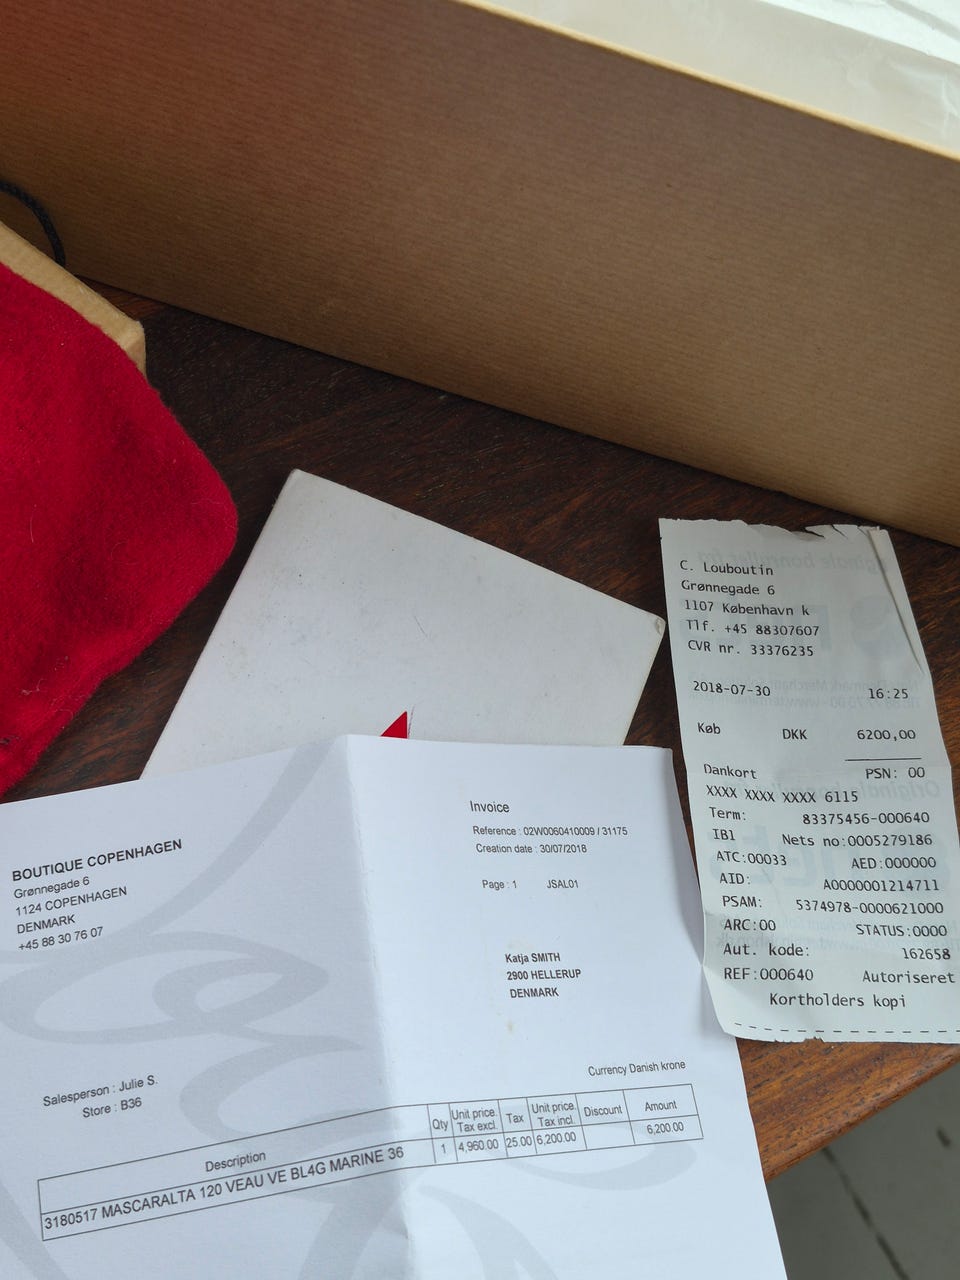 C. Louboutin
Grønnegade 6
1107 København k
Tlf. +45 88307607
CVR nr. 33376235
2018-07-30 16:25
Køb DKK 6200,00
Dankort PSN: 00
XXXX XXXX XXXX 6115
Term: 83375456-000640
IB1 Nets no:0005279186
ATC:00033 AED:000000
AID: A0000001214711
PSAM: 5374978-0000621000
ARC:00 STATUS:0000
Aut. kode: 162658
REF:000640 Autoriseret
Kortholders kopi
Invoice
Reference : 02W0060410009 / 31175
Creation date : 30/07/2018
Page : 1 JSAL01
BOUTIQUE COPENHAGEN
Grønnegade 6
1124 COPENHAGEN
DENMARK
+45 88 30 76 07
Katja SMITH
2900 HELLERUP
DENMARK
Salesperson : Julie S.
Store : B36
Currency Danish krone
Description Qty Unit price. Tax excl. Tax Unit price. Tax incl. Discount Amount
3180517 MASCARALTA 120 VEAU VE BL4G MARINE 36 1 4,960.00 25.00 6,200.00 6,200.00